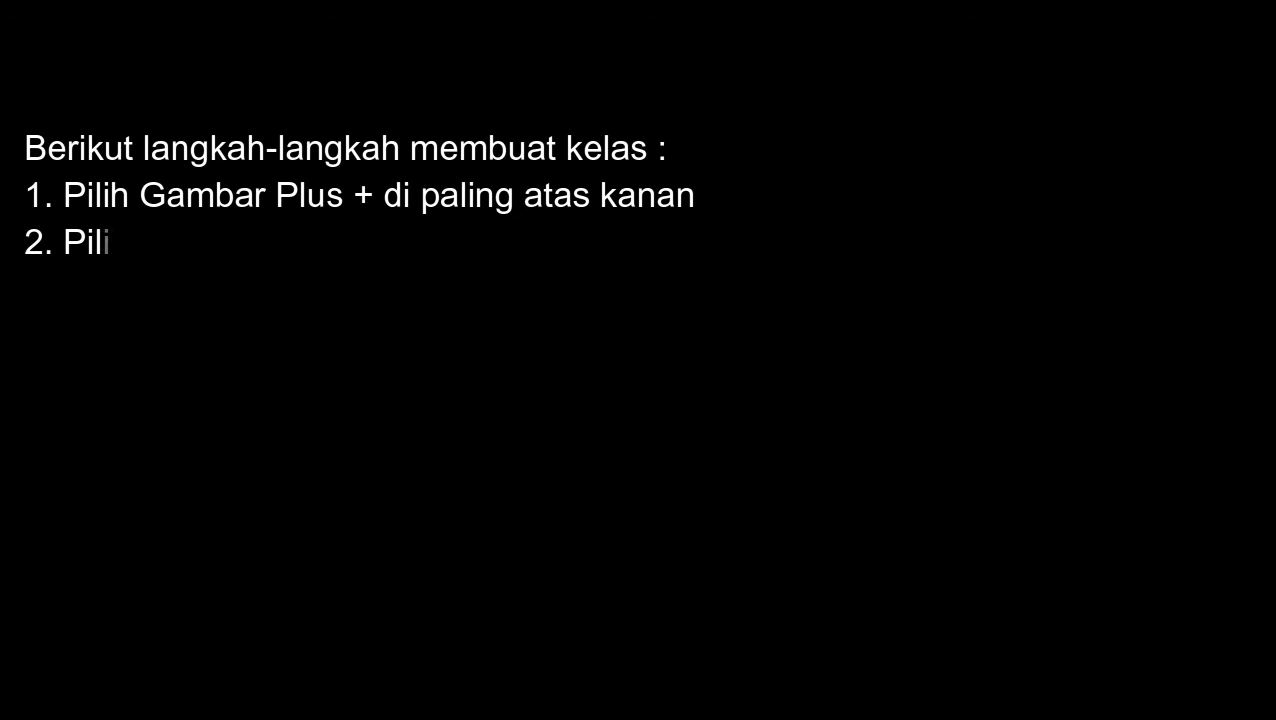 Berikut langkah-langkah membuat kelas :
1. Pilih Gambar Plus + di paling atas kanan
2. Pili